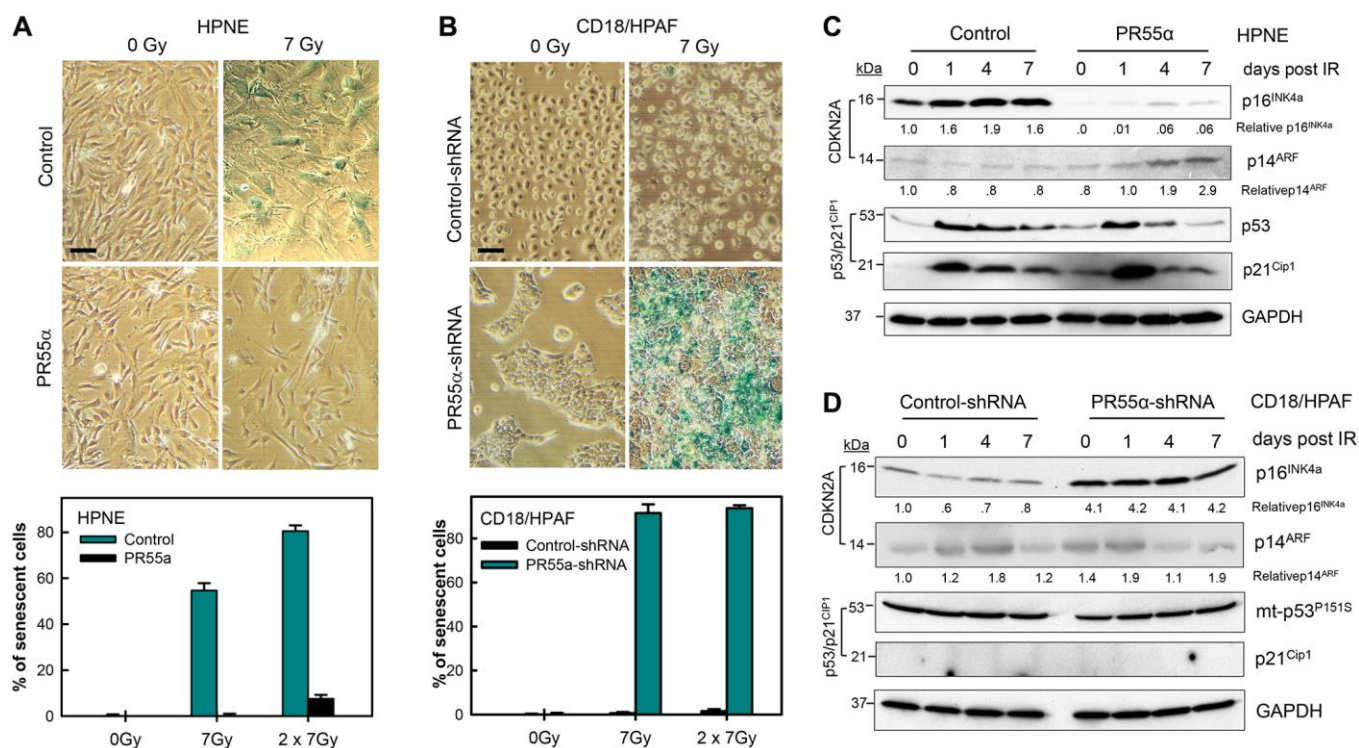 A
HPNE
0 Gy 7 Gy
Control
PR55α
HPNE
Control
PR55a
% of senescent cells
80
60
40
20
0
0Gy 7Gy 2 x 7Gy
B
CD18/HPAF
0 Gy 7 Gy
Control-shRNA
PR55α-shRNA
CD18/HPAF
Control-shRNA
PR55a-shRNA
% of senescent cells
80
60
40
20
0
0Gy 7Gy 2 x 7Gy
C
Control PR55α HPNE
kDa 0 1 4 7 0 1 4 7 days post IR
CDKN2A
16 p16INK4a
1.0 1.6 1.9 1.6 .0 .01 .06 .06 Relative p16INK4a
14 p14ARF
1.0 .8 .8 .8 .8 1.0 1.9 2.9 Relativep14ARF
p53/p21CIP1
53 p53
21 p21Cip1
37 GAPDH
D
Control-shRNA PR55α-shRNA CD18/HPAF
kDa 0 1 4 7 0 1 4 7 days post IR
CDKN2A
16 p16INK4a
1.0 .6 .7 .8 4.1 4.2 4.1 4.2 Relativep16INK4a
14 p14ARF
1.0 1.2 1.8 1.2 1.4 1.9 1.1 1.9 Relativep14ARF
p53/p21CIP1
53 mt-p53P151S
21 p21Cip1
37 GAPDH